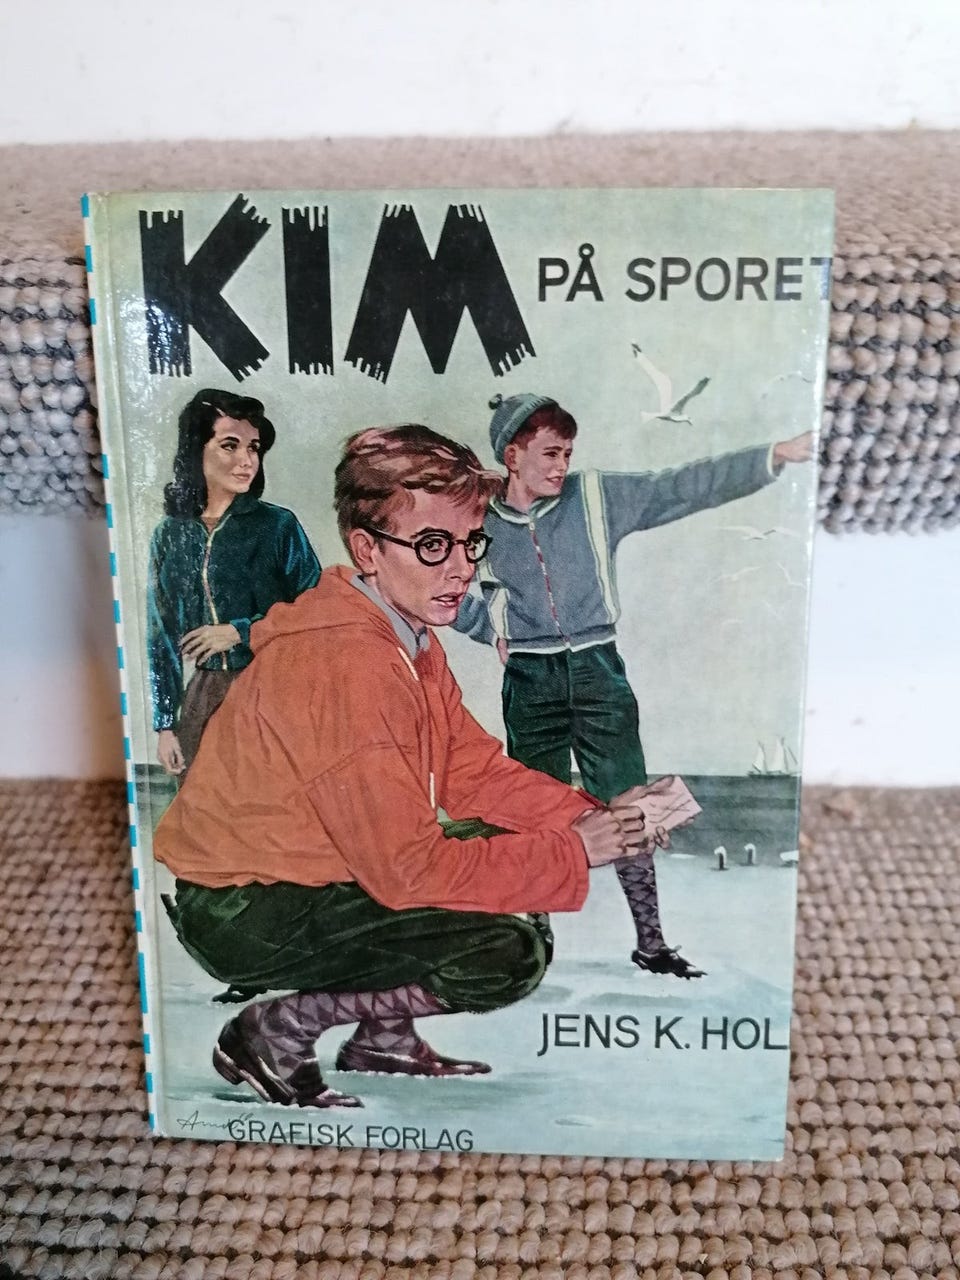 KIM
PÅ SPORET
JENS K. HOL
GRAFISK FORLAG